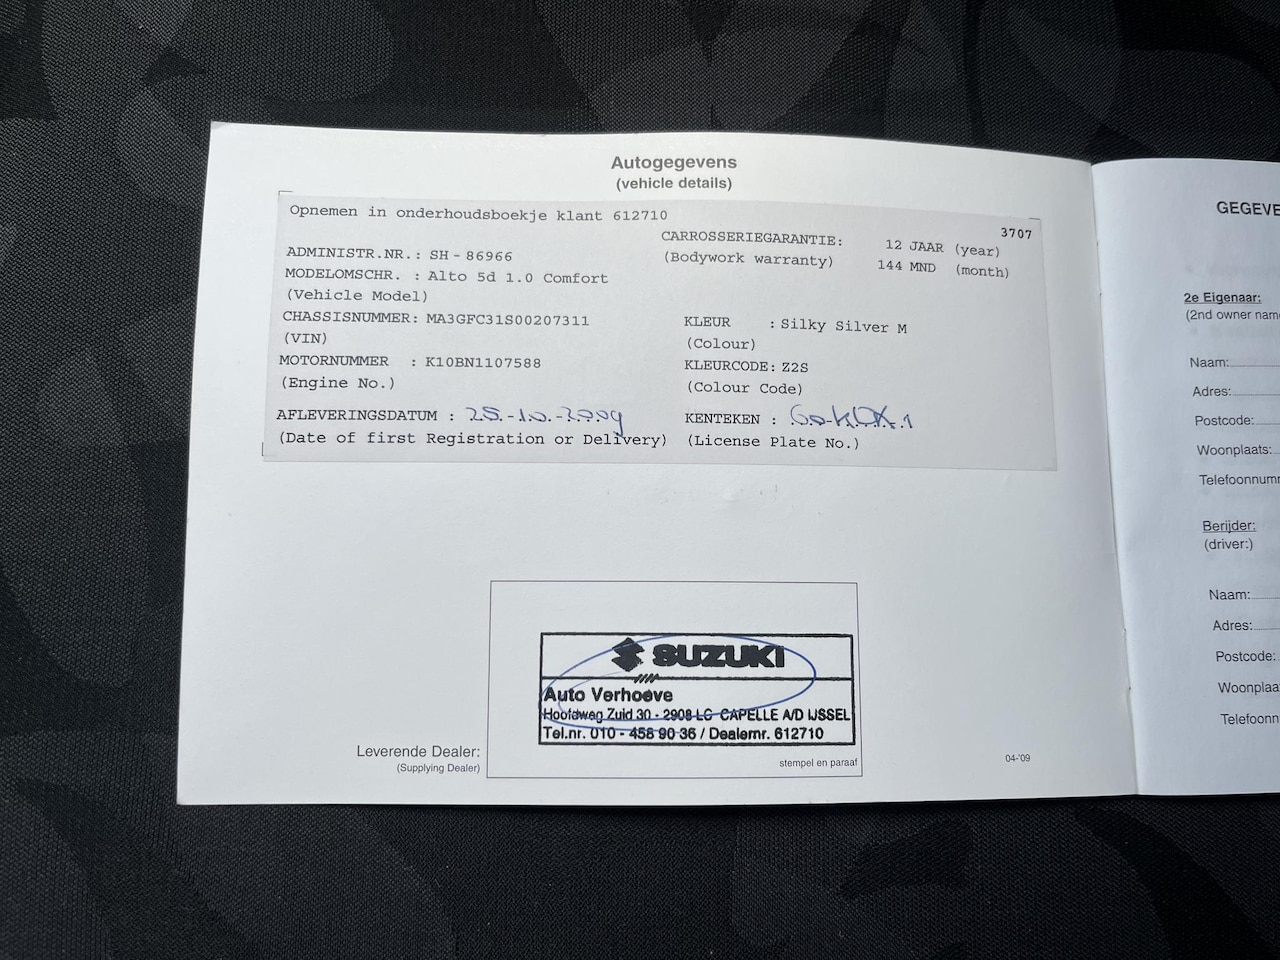 Autogegevens
(vehicle details)
Opnemen in onderhoudsboekje klant 612710
3707
CARROSSERIEGARANTIE: 12 JAAR (year)
(Bodywork warranty) 144 MND (month)
ADMINISTR.NR.: SH - 86966
MODELOMSCHR. : Alto 5d 1.0 Comfort
(Vehicle Model)
CHASSISNUMMER: MA3GFC31S00207311
(VIN)
MOTORNUMMER : K10BN1107588
(Engine No.)
KLEUR : Silky Silver M
(Colour)
KLEURCODE: Z2S
(Colour Code)
AFLEVERINGSDATUM :
(Date of first Registration or Delivery)
KENTEKEN :
(License Plate No.)
SUZUKI
Auto Verhoeve
Hoofdweg Zuid 30 - 2908 LC CAPELLE A/D IJSSEL
Tel.nr. 010 - 458 90 36 / Dealernr. 612710
Leverende Dealer:
(Supplying Dealer)
stempel en paraaf
04-'09
2e Eigenaar:
(2nd owner
Naam:
Adres:
Postcode:
Woonplaats:
Berijder:
(driver:)
Naam:
Adres:
Postcode: